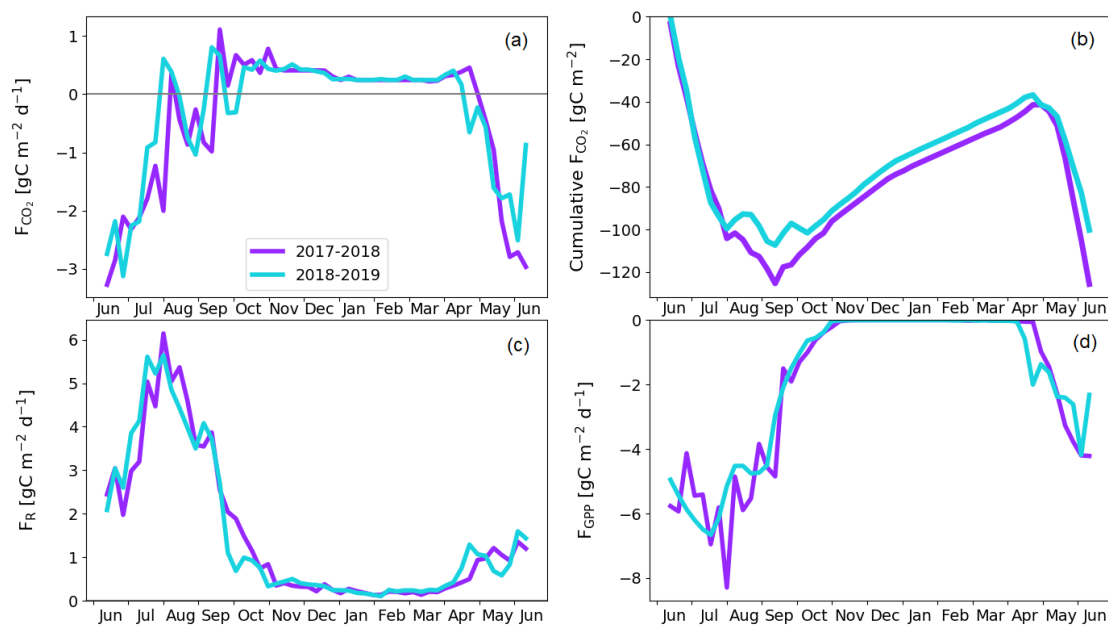 (a)
F_CO₂ [gC m⁻² d⁻¹]
1
0
−1
−2
−3
2017-2018
2018-2019
Jun Jul Aug Sep Oct Nov Dec Jan Feb Mar Apr May Jun
(b)
Cumulative F_CO₂ [gC m⁻²]
0
−40
−60
−80
−100
−120
Jun Jul Aug Sep Oct Nov Dec Jan Feb Mar Apr May Jun
(c)
F_R [gC m⁻² d⁻¹]
6
5
4
3
2
1
0
Jun Jul Aug Sep Oct Nov Dec Jan Feb Mar Apr May Jun
(d)
F_GPP [gC m⁻² d⁻¹]
0
−2
−4
−6
−8
Jun Jul Aug Sep Oct Nov Dec Jan Feb Mar Apr May Jun